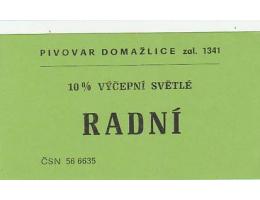 PIVOVAR DOMAŽLICE zal. 1341
10% VÝČEPNÍ SVĚTLÉ
RADNÍ
ČSN 56 6635